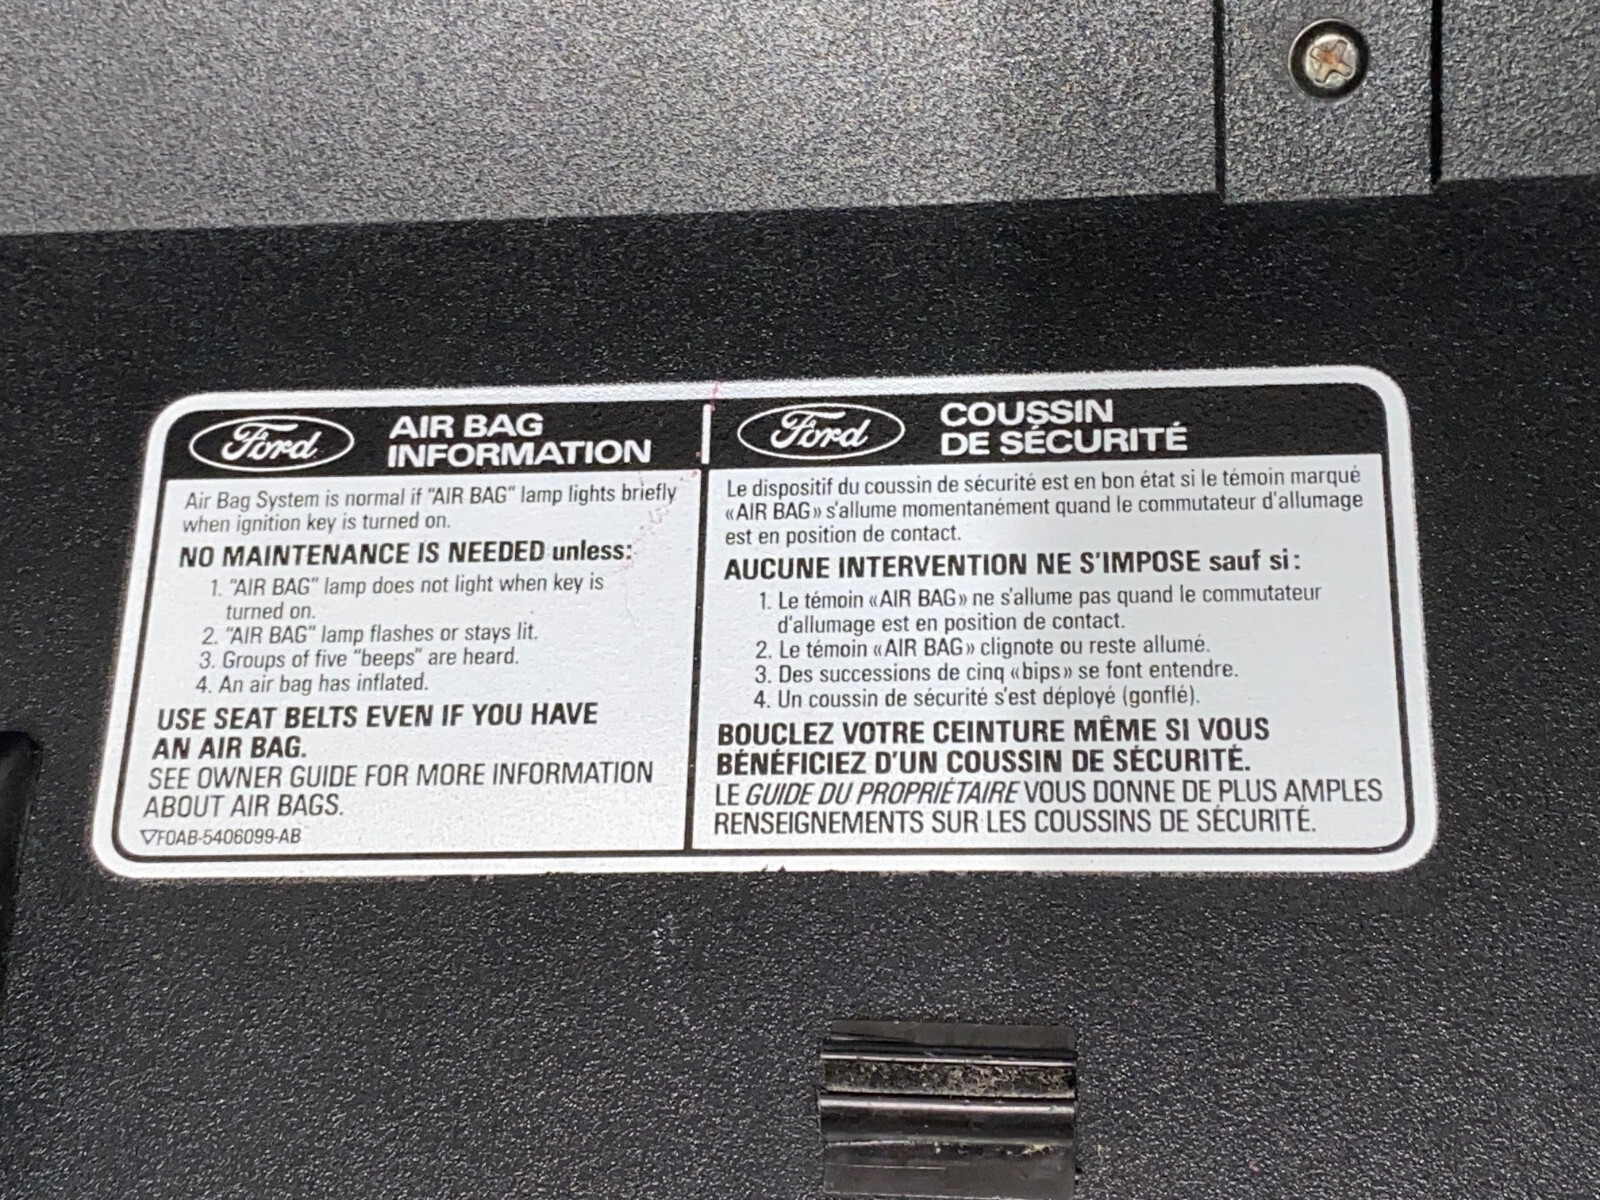 Ford
AIR BAG
INFORMATION
Air Bag System is normal if "AIR BAG" lamp lights briefly
when ignition key is turned on.
NO MAINTENANCE IS NEEDED unless:
1. "AIR BAG" lamp does not light when key is
turned on.
2. "AIR BAG" lamp flashes or stays lit.
3. Groups of five "beeps" are heard.
4. An air bag has inflated.
USE SEAT BELTS EVEN IF YOU HAVE
AN AIR BAG.
SEE OWNER GUIDE FOR MORE INFORMATION
ABOUT AIR BAGS.
▽F0AB-5406099-AB
Ford
COUSSIN
DE SÉCURITÉ
Le dispositif du coussin de sécurité est en bon état si le témoin marqué
«AIR BAG» s'allume momentanément quand le commutateur d'allumage
est en position de contact.
AUCUNE INTERVENTION NE S'IMPOSE sauf si:
1. Le témoin «AIR BAG» ne s'allume pas quand le commutateur
d'allumage est en position de contact.
2. Le témoin «AIR BAG» clignote ou reste allumé.
3. Des successions de cinq «bips» se font entendre.
4. Un coussin de sécurité s'est déployé (gonflé).
BOUCLEZ VOTRE CEINTURE MÊME SI VOUS
BÉNÉFICIEZ D'UN COUSSIN DE SÉCURITÉ.
LE GUIDE DU PROPRIÉTAIRE VOUS DONNE DE PLUS AMPLES
RENSEIGNEMENTS SUR LES COUSSINS DE SÉCURITÉ.